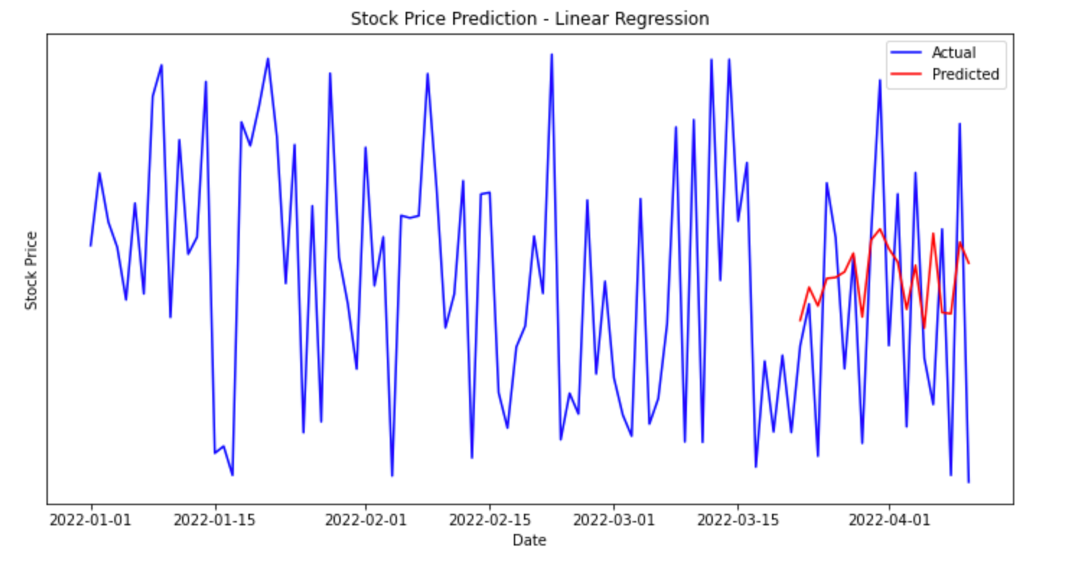 Stock Price Prediction - Linear Regression
Actual
Predicted
Stock Price
2022-01-01 2022-01-15 2022-02-01 2022-02-15 2022-03-01 2022-03-15 2022-04-01
Date